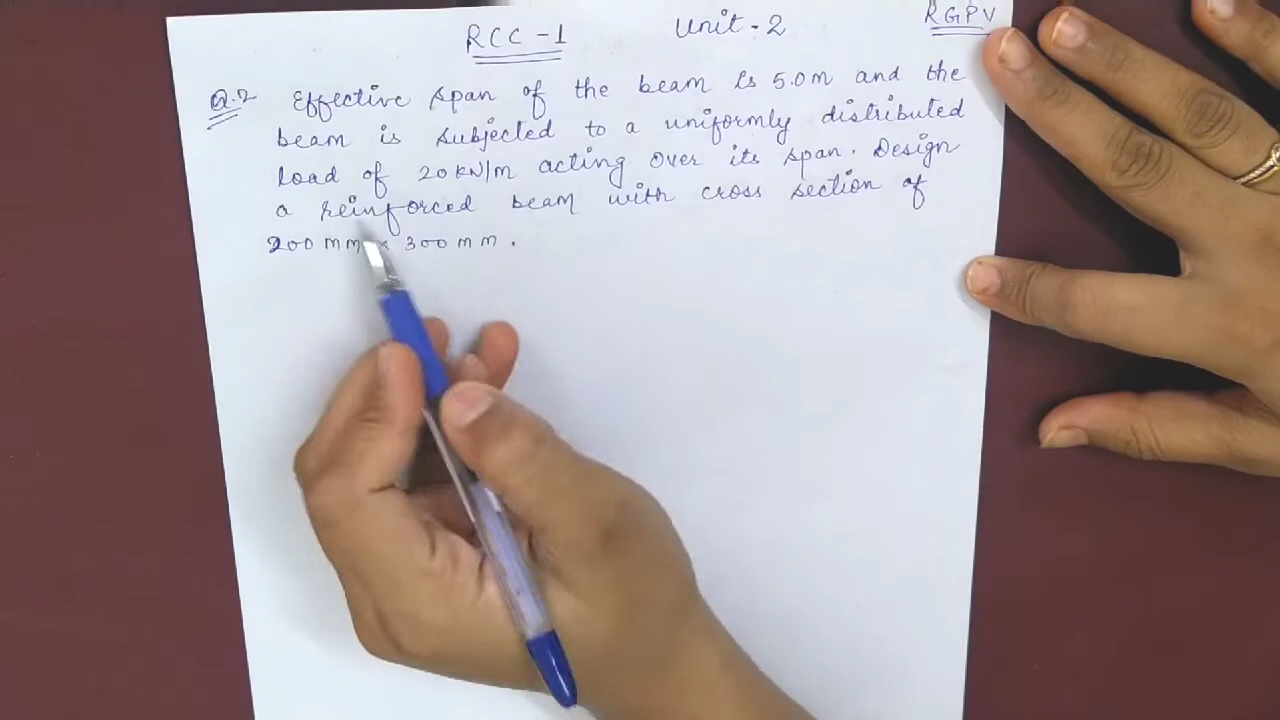 RCC - 1 Unit - 2 RGPV
Q.2 Effective span of the beam is 5.0 m and the
beam is subjected to a uniformly distributed
load of 20 kN/m acting over its span. Design
a reinforced beam with cross section of
200 mm x 300 mm.